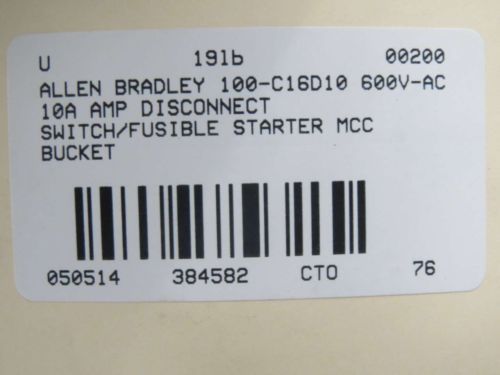 U 19lb 00200
ALLEN BRADLEY 100-C16D10 600V-AC
10A AMP DISCONNECT
SWITCH/FUSIBLE STARTER MCC
BUCKET
050514 384582 CTO 76